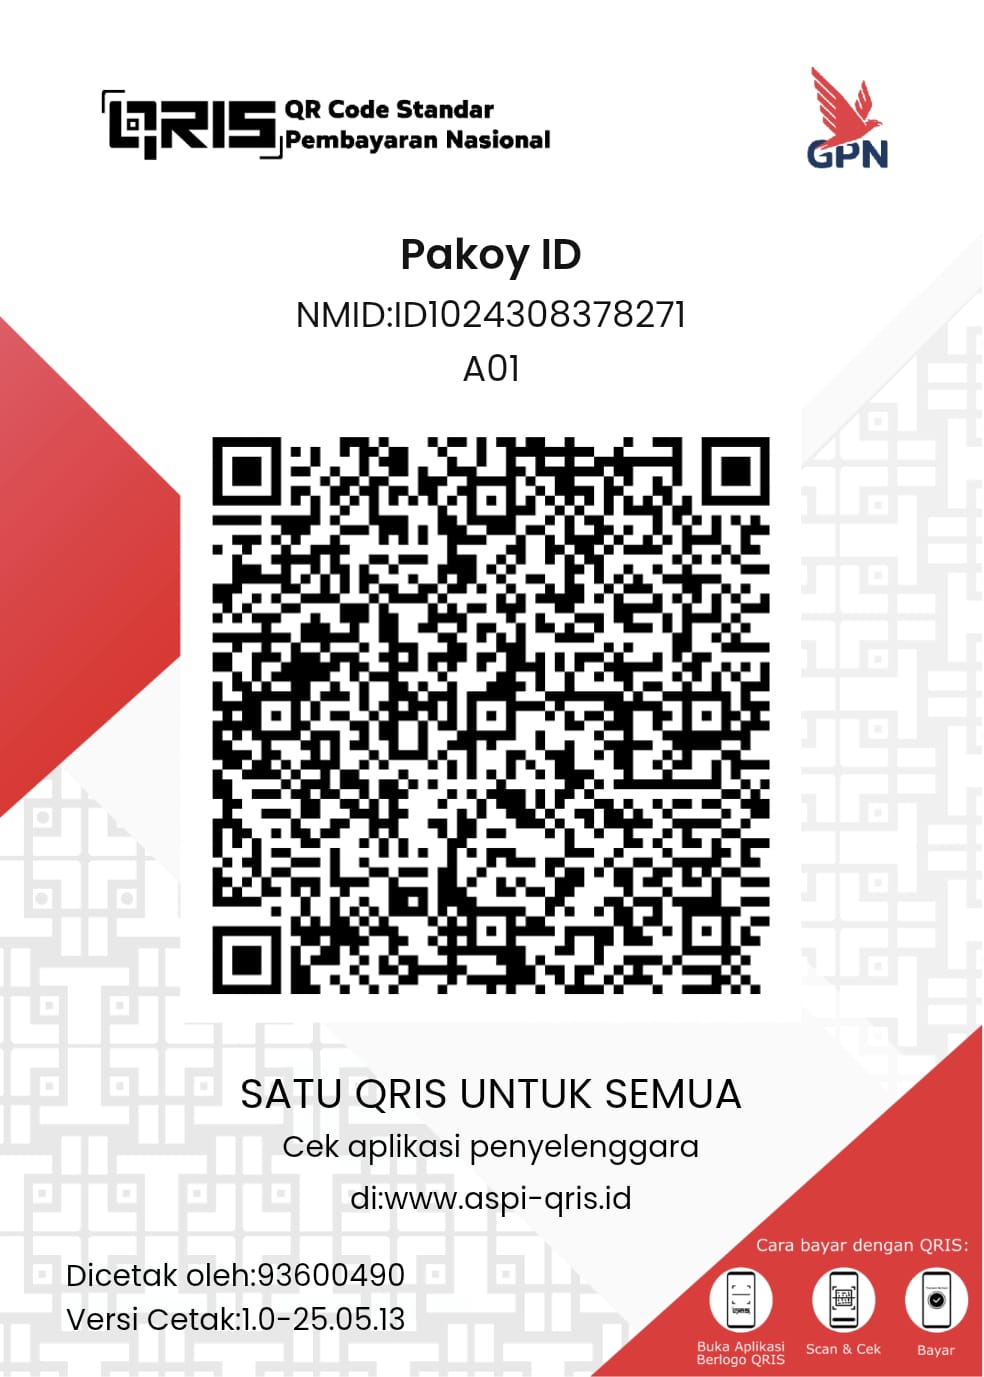 QRIS
QR Code Standar
Pembayaran Nasional
GPN
Pakoy ID
NMID:ID1024308378271
A01
SATU QRIS UNTUK SEMUA
Cek aplikasi penyelenggara
di:www.aspi-qris.id
Dicetak oleh:93600490
Versi Cetak:1.0-25.05.13
Cara bayar dengan QRIS:
QRIS
Buka Aplikasi
Berlogo QRIS
Scan & Cek
Bayar